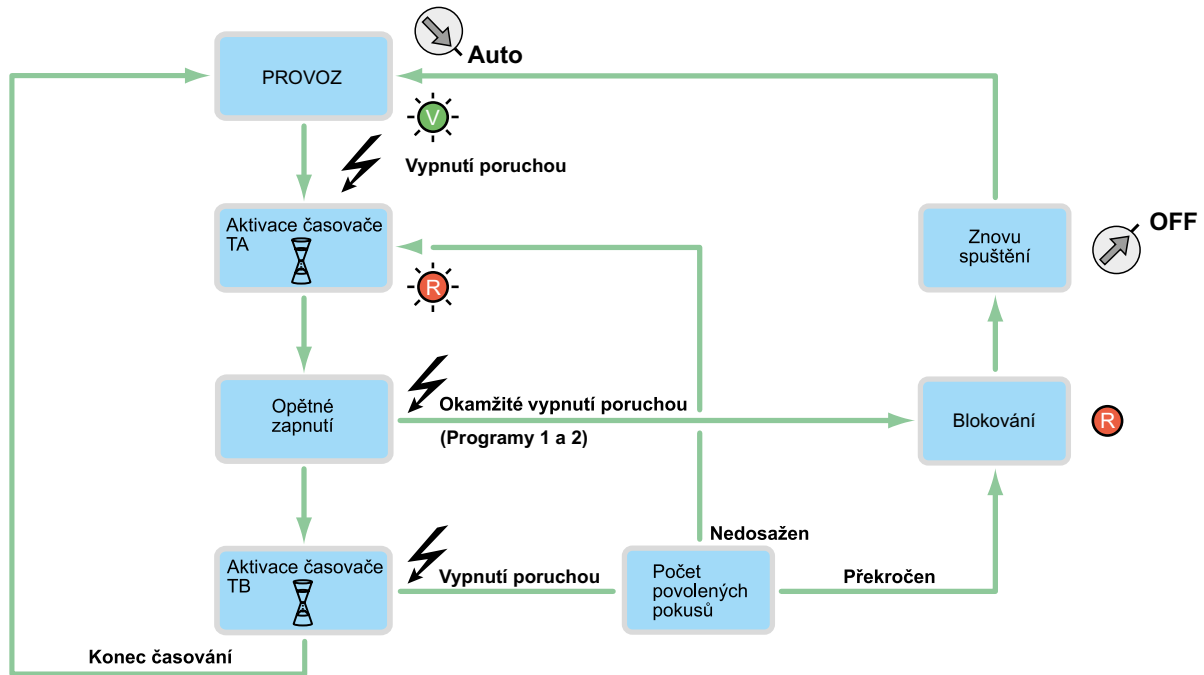 Auto
PROVOZ
V
Vypnutí poruchou
Aktivace časovače
TA
R
Znovu
spuštění
OFF
Opětné
zapnutí
Okamžité vypnutí poruchou
(Programy 1 a 2)
Blokování
R
Nedosažen
Aktivace časovače
TB
Vypnutí poruchou
Počet
povolených
pokusů
Překročen
Konec časování